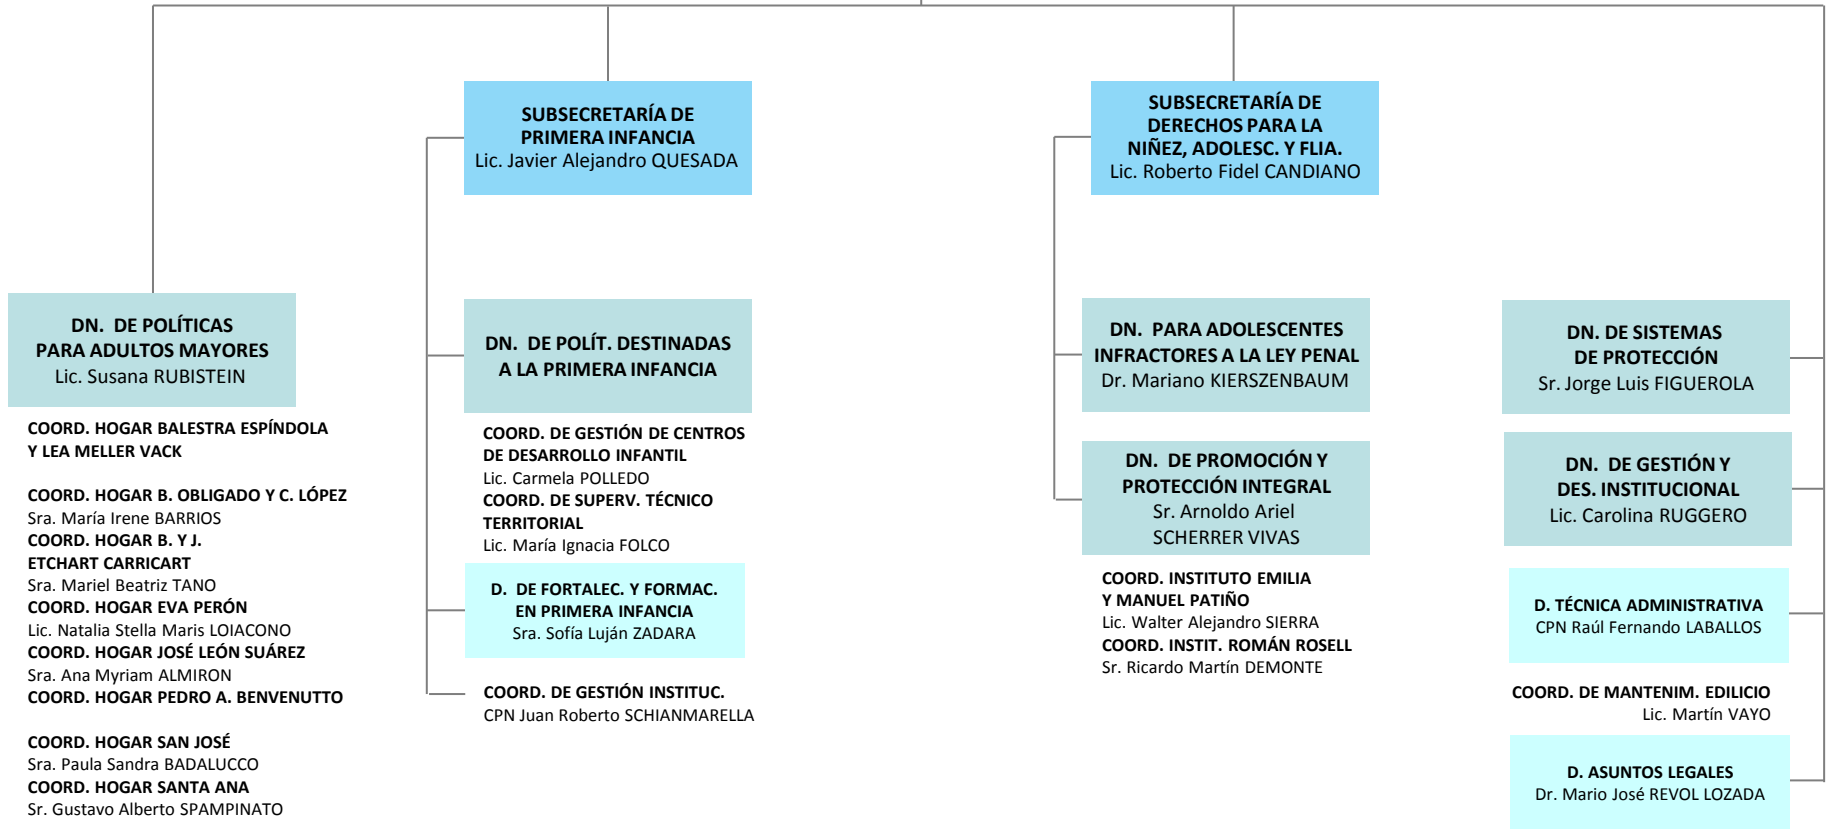 SUBSECRETARÍA DE
PRIMERA INFANCIA
Lic. Javier Alejandro QUESADA
SUBSECRETARÍA DE
DERECHOS PARA LA
NIÑEZ, ADOLESC. Y FLIA.
Lic. Roberto Fidel CANDIANO
DN. DE POLÍTICAS
PARA ADULTOS MAYORES
Lic. Susana RUBISTEIN
COORD. HOGAR BALESTRA ESPÍNDOLA
Y LEA MELLER VACK
COORD. HOGAR B. OBLIGADO Y C. LÓPEZ
Sra. María Irene BARRIOS
COORD. HOGAR B. Y J.
ETCHART CARRICART
Sra. Mariel Beatriz TANO
COORD. HOGAR EVA PERÓN
Lic. Natalia Stella Maris LOIACONO
COORD. HOGAR JOSÉ LEÓN SUÁREZ
Sra. Ana Myriam ALMIRON
COORD. HOGAR PEDRO A. BENVENUTTO
COORD. HOGAR SAN JOSÉ
Sra. Paula Sandra BADALUCCO
COORD. HOGAR SANTA ANA
Sr. Gustavo Alberto SPAMPINATO
DN. DE POLÍT. DESTINADAS
A LA PRIMERA INFANCIA
COORD. DE GESTIÓN DE CENTROS
DE DESARROLLO INFANTIL
Lic. Carmela POLLEDO
COORD. DE SUPERV. TÉCNICO
TERRITORIAL
Lic. María Ignacia FOLCO
D. DE FORTALEC. Y FORMAC.
EN PRIMERA INFANCIA
Sra. Sofía Luján ZADARA
COORD. DE GESTIÓN INSTITUC.
CPN Juan Roberto SCHIANMARELLA
DN. PARA ADOLESCENTES
INFRACTORES A LA LEY PENAL
Dr. Mariano KIERSZENBAUM
DN. DE PROMOCIÓN Y
PROTECCIÓN INTEGRAL
Sr. Arnoldo Ariel
SCHERRER VIVAS
COORD. INSTITUTO EMILIA
Y MANUEL PATIÑO
Lic. Walter Alejandro SIERRA
COORD. INSTIT. ROMÁN ROSELL
Sr. Ricardo Martín DEMONTE
DN. DE SISTEMAS
DE PROTECCIÓN
Sr. Jorge Luis FIGUEROLA
DN. DE GESTIÓN Y
DES. INSTITUCIONAL
Lic. Carolina RUGGERO
D. TÉCNICA ADMINISTRATIVA
CPN Raúl Fernando LABALLOS
COORD. DE MANTENIM. EDILICIO
Lic. Martín VAYO
D. ASUNTOS LEGALES
Dr. Mario José REVOL LOZADA